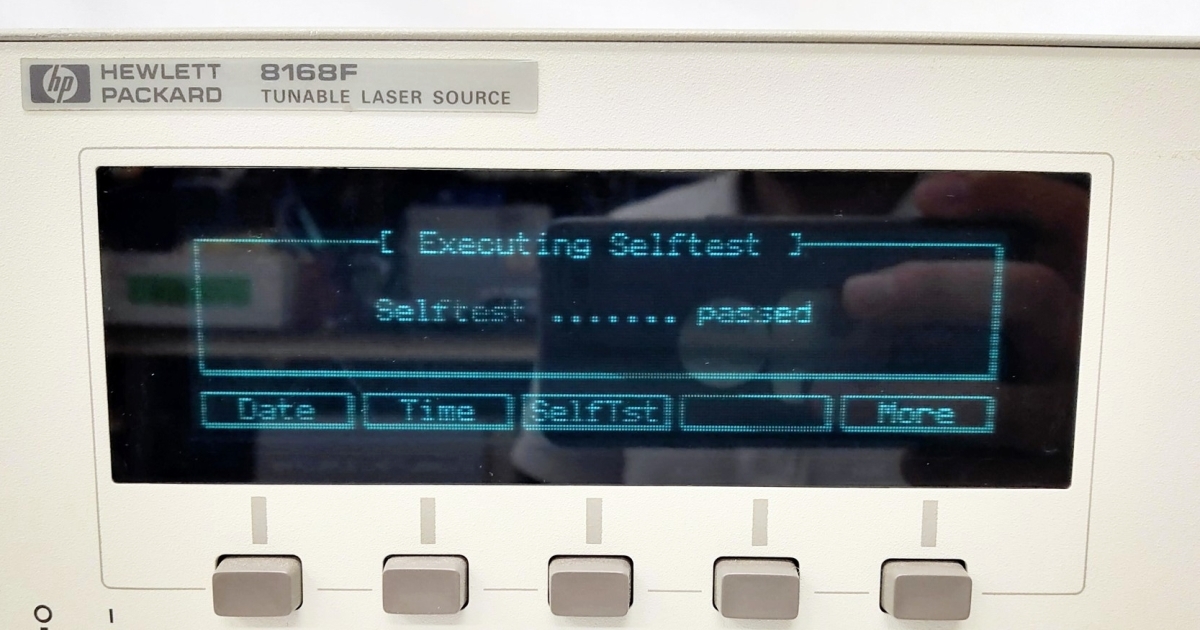 hp HEWLETT PACKARD
8168F
TUNABLE LASER SOURCE
[ Executing Selftest ]
Selftest ....... passed
Date Time SelfTst More
O I